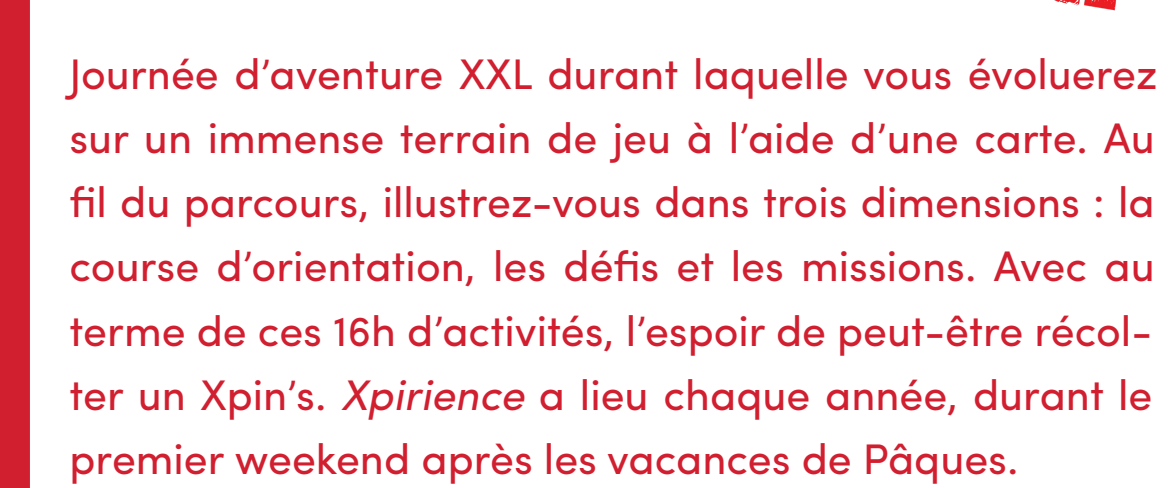 Journée d’aventure XXL durant laquelle vous évoluerez
sur un immense terrain de jeu à l’aide d’une carte. Au
fil du parcours, illustrez-vous dans trois dimensions : la
course d’orientation, les défis et les missions. Avec au
terme de ces 16h d’activités, l’espoir de peut-être récol-
ter un Xpin’s. Xpirience a lieu chaque année, durant le
premier weekend après les vacances de Pâques.